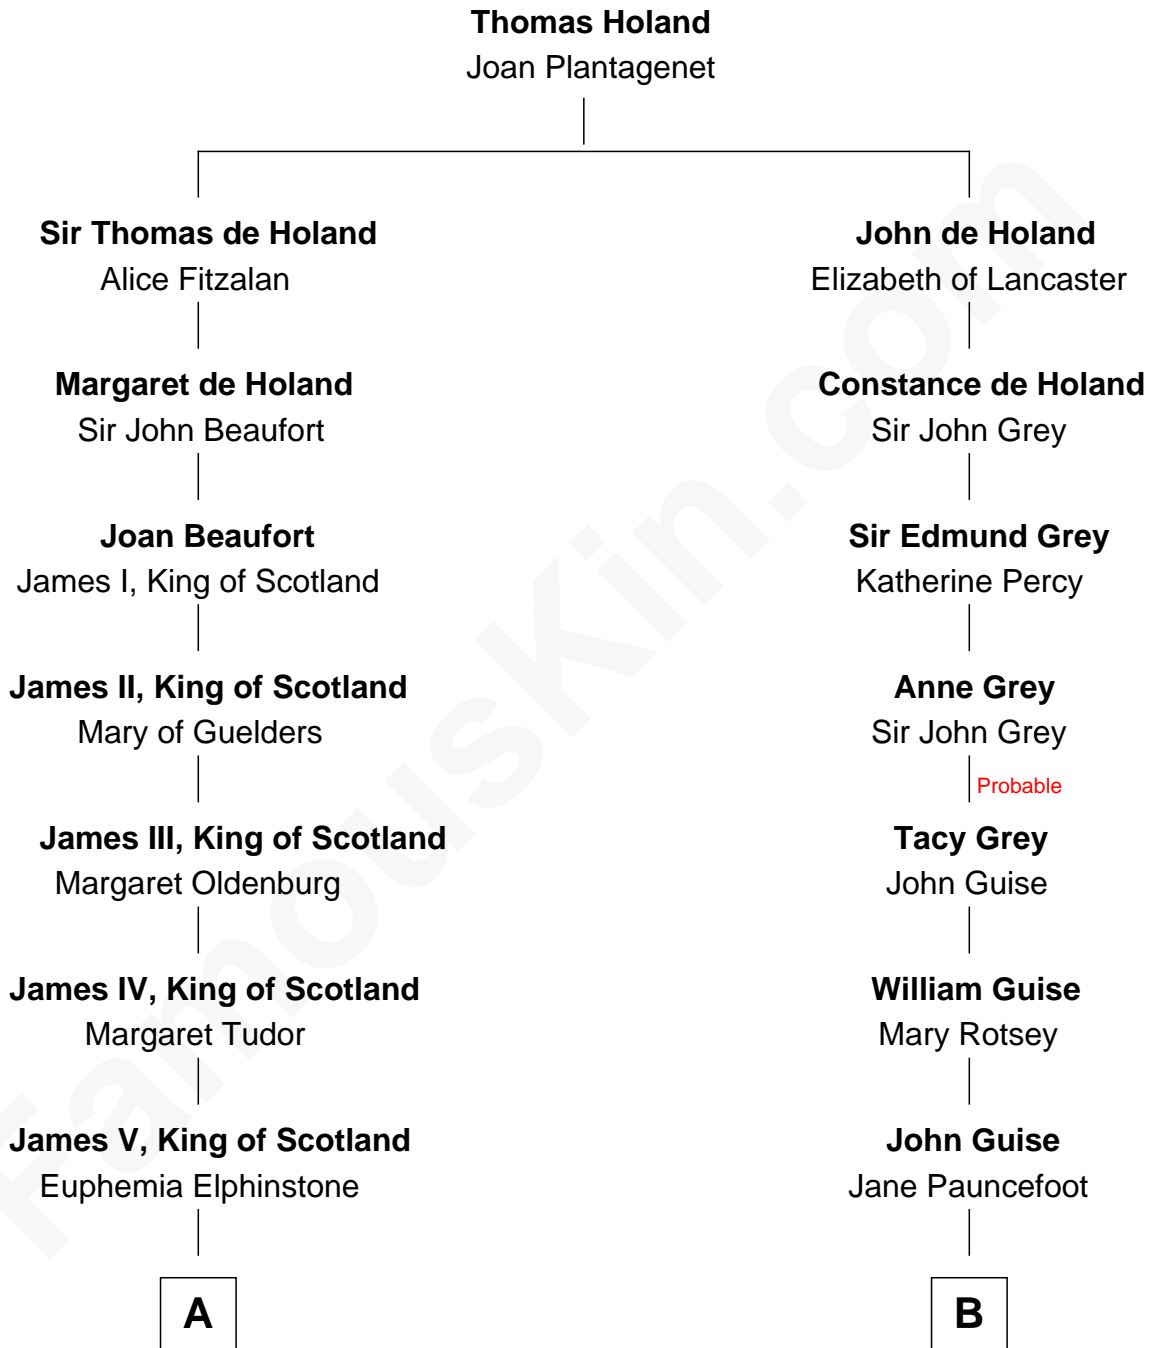 Thomas Holand
Joan Plantagenet
Sir Thomas de Holand
Alice Fitzalan
Margaret de Holand
Sir John Beaufort
Joan Beaufort
James I, King of Scotland
James II, King of Scotland
Mary of Guelders
James III, King of Scotland
Margaret Oldenburg
James IV, King of Scotland
Margaret Tudor
James V, King of Scotland
Euphemia Elphinstone
A
John de Holand
Elizabeth of Lancaster
Constance de Holand
Sir John Grey
Sir Edmund Grey
Katherine Percy
Anne Grey
Sir John Grey
Probable
Tacy Grey
John Guise
William Guise
Mary Rotsey
John Guise
Jane Pauncefoot
B
FamousKin.com